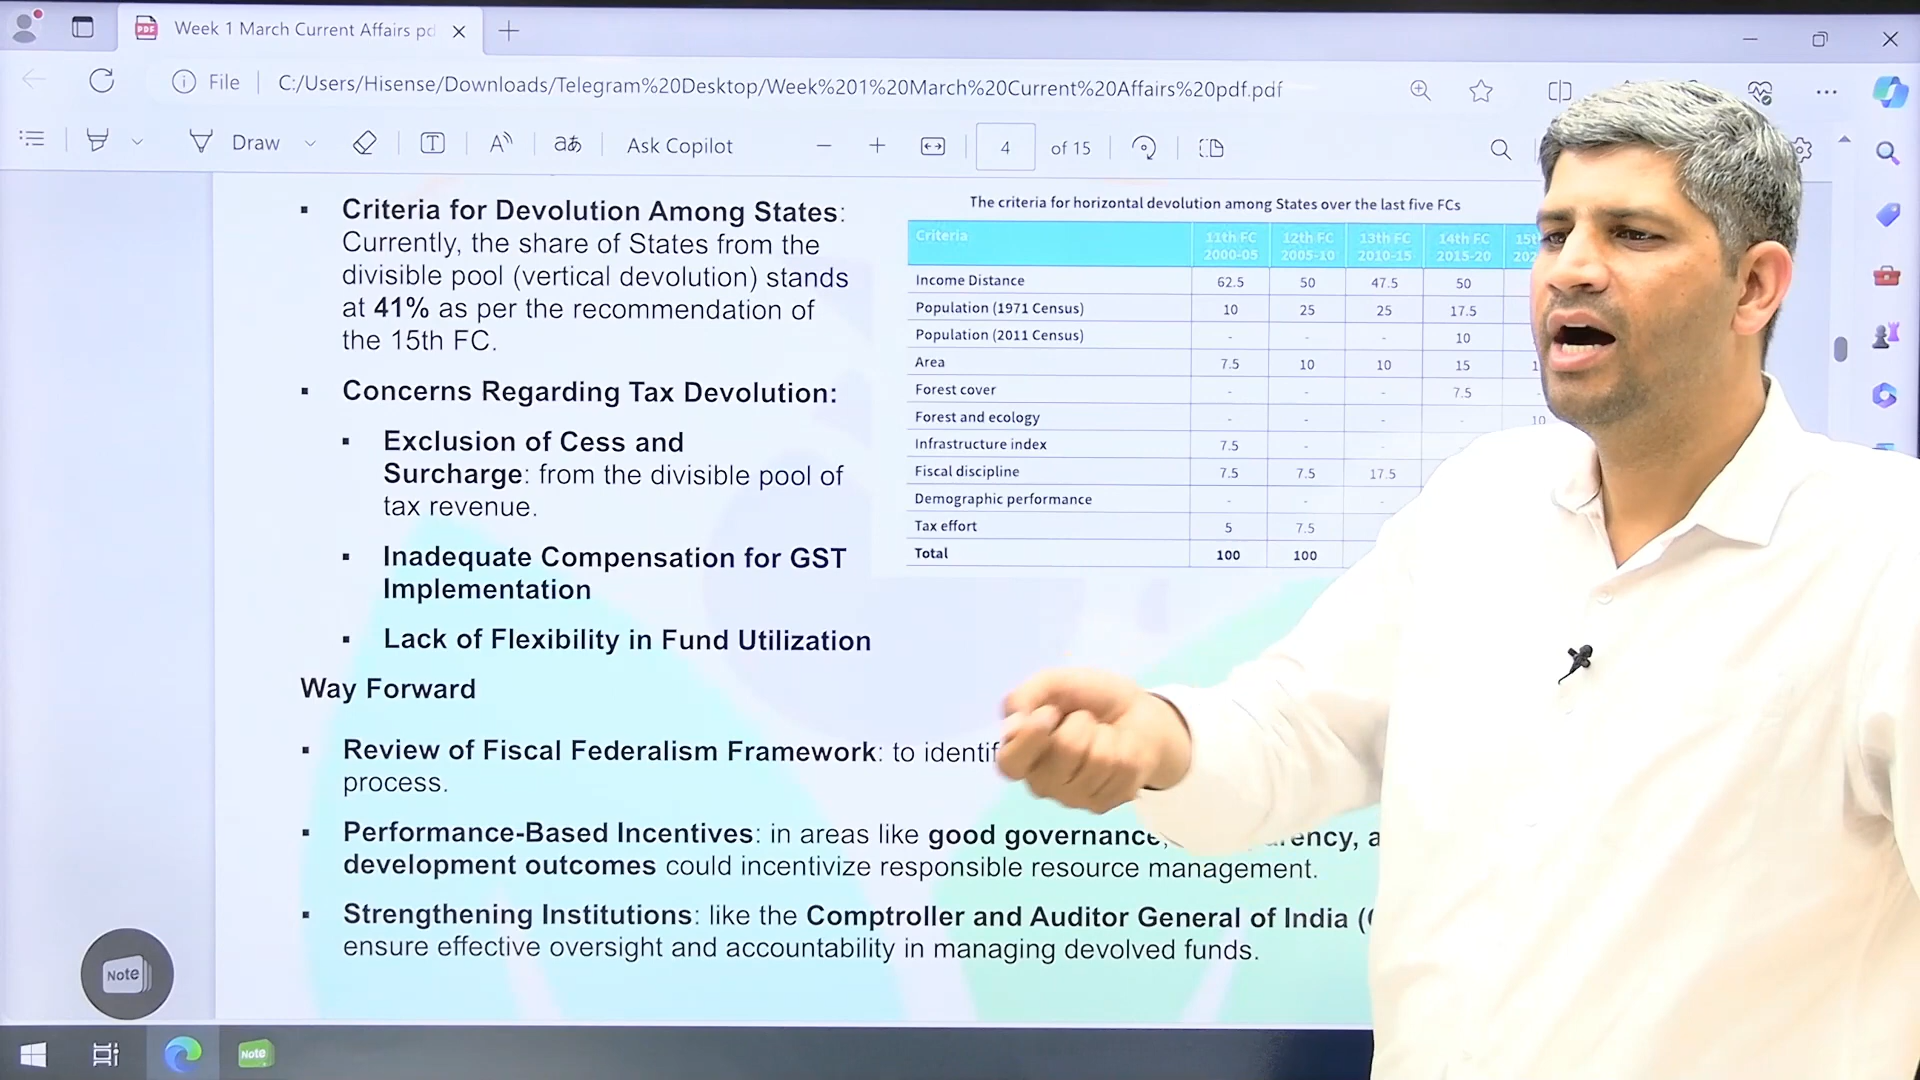 Week 1 March Current Affairs pd
File
C:/Users/Hisense/Downloads/Telegram%20Desktop/Week%201%20March%20Current%20Affairs%20pdf.pdf
Draw
Ask Copilot
4 of 15
Criteria for Devolution Among States:
Currently, the share of States from the
divisible pool (vertical devolution) stands
at 41% as per the recommendation of
the 15th FC.
Concerns Regarding Tax Devolution:
Exclusion of Cess and
Surcharge: from the divisible pool of
tax revenue.
Inadequate Compensation for GST
Implementation
Lack of Flexibility in Fund Utilization
The criteria for horizontal devolution among States over the last five FCs
Criteria 11th FC 2000-05 12th FC 2005-10 13th FC 2010-15 14th FC 2015-20
Income Distance 62.5 50 47.5 50
Population (1971 Census) 10 25 25 17.5
Population (2011 Census) - - - 10
Area 7.5 10 10 15
Forest cover - - - 7.5 -
Forest and ecology - - - - 10
Infrastructure index 7.5 - - -
Fiscal discipline 7.5 7.5 17.5
Demographic performance - - -
Tax effort 5 7.5
Total 100 100
Way Forward
Review of Fiscal Federalism Framework: to
process.
Performance-Based Incentives: in areas like good governance,
development outcomes could incentivize responsible resource management.
Strengthening Institutions: like the Comptroller and Auditor General of India
ensure effective oversight and accountability in managing devolved funds.
Note
Note